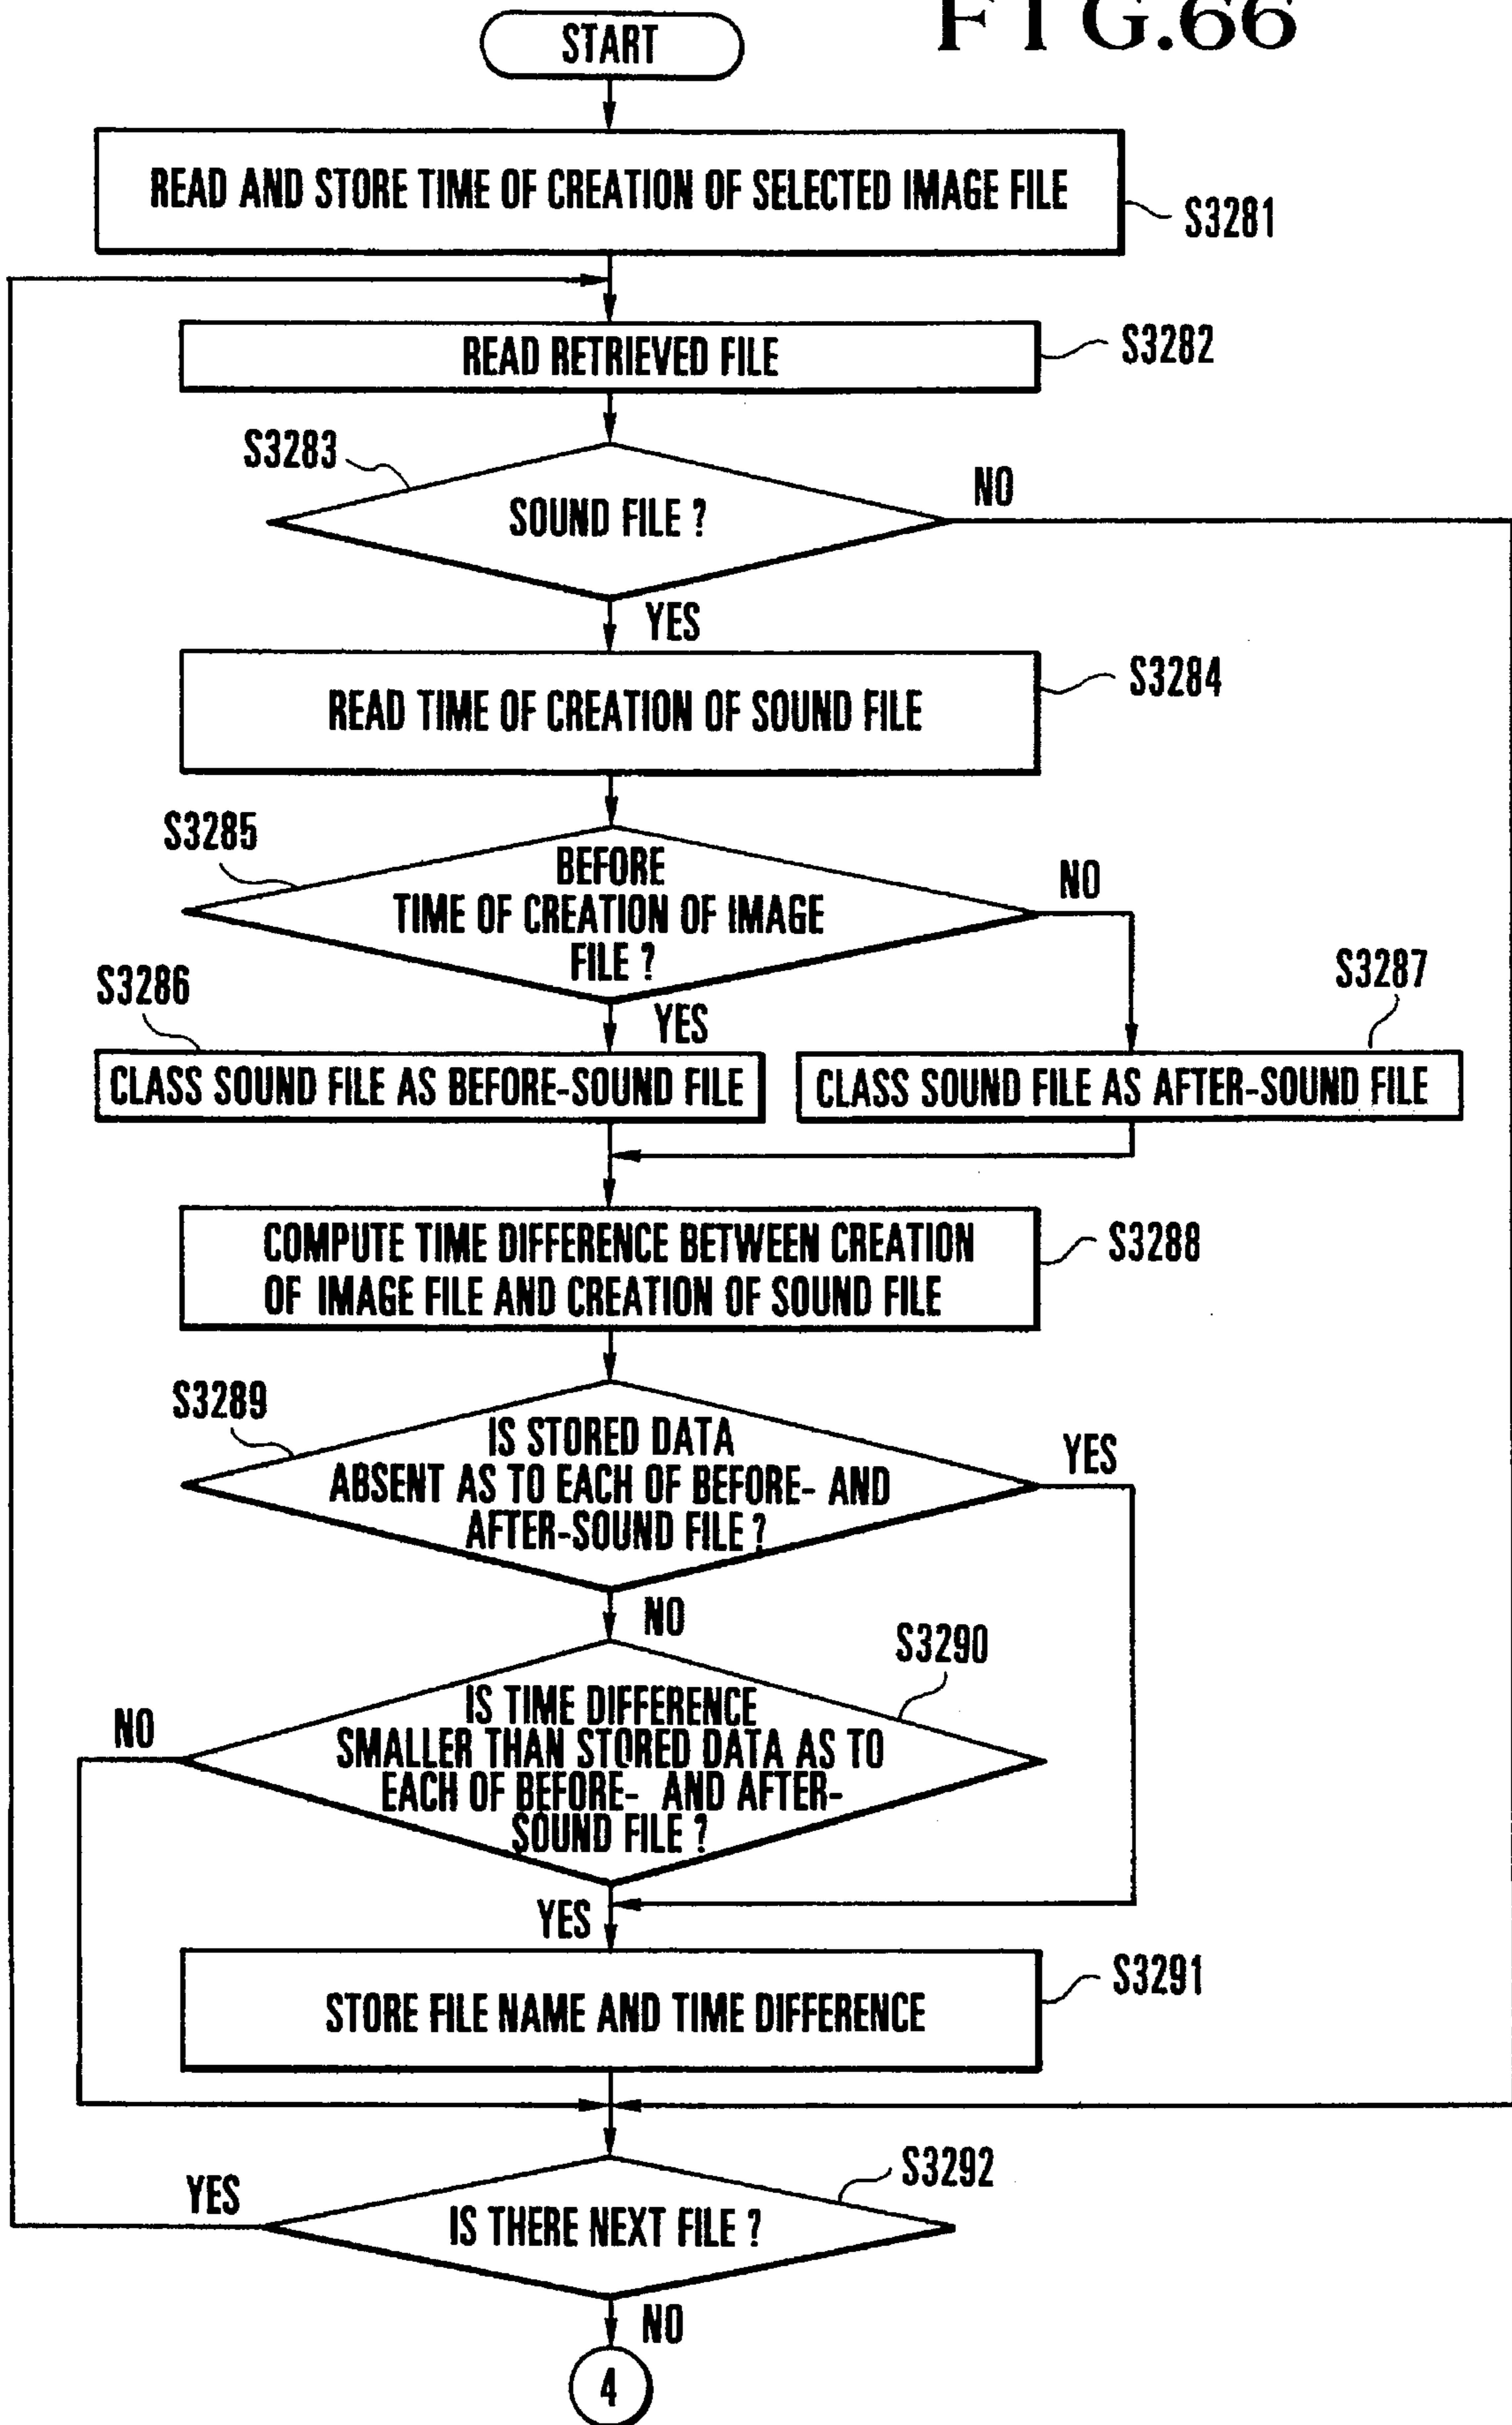 FIG.66
START
READ AND STORE TIME OF CREATION OF SELECTED IMAGE FILE
S3281
READ RETRIEVED FILE
S3282
S3283
SOUND FILE ?
NO
YES
READ TIME OF CREATION OF SOUND FILE
S3284
S3285
BEFORE
TIME OF CREATION OF IMAGE
FILE ?
NO
YES
S3286
S3287
CLASS SOUND FILE AS BEFORE-SOUND FILE
CLASS SOUND FILE AS AFTER-SOUND FILE
COMPUTE TIME DIFFERENCE BETWEEN CREATION
OF IMAGE FILE AND CREATION OF SOUND FILE
S3288
S3289
IS STORED DATA
ABSENT AS TO EACH OF BEFORE- AND
AFTER-SOUND FILE ?
YES
NO
S3290
IS TIME DIFFERENCE
SMALLER THAN STORED DATA AS TO
EACH OF BEFORE- AND AFTER-
SOUND FILE ?
NO
YES
STORE FILE NAME AND TIME DIFFERENCE
S3291
S3292
IS THERE NEXT FILE ?
YES
NO
4